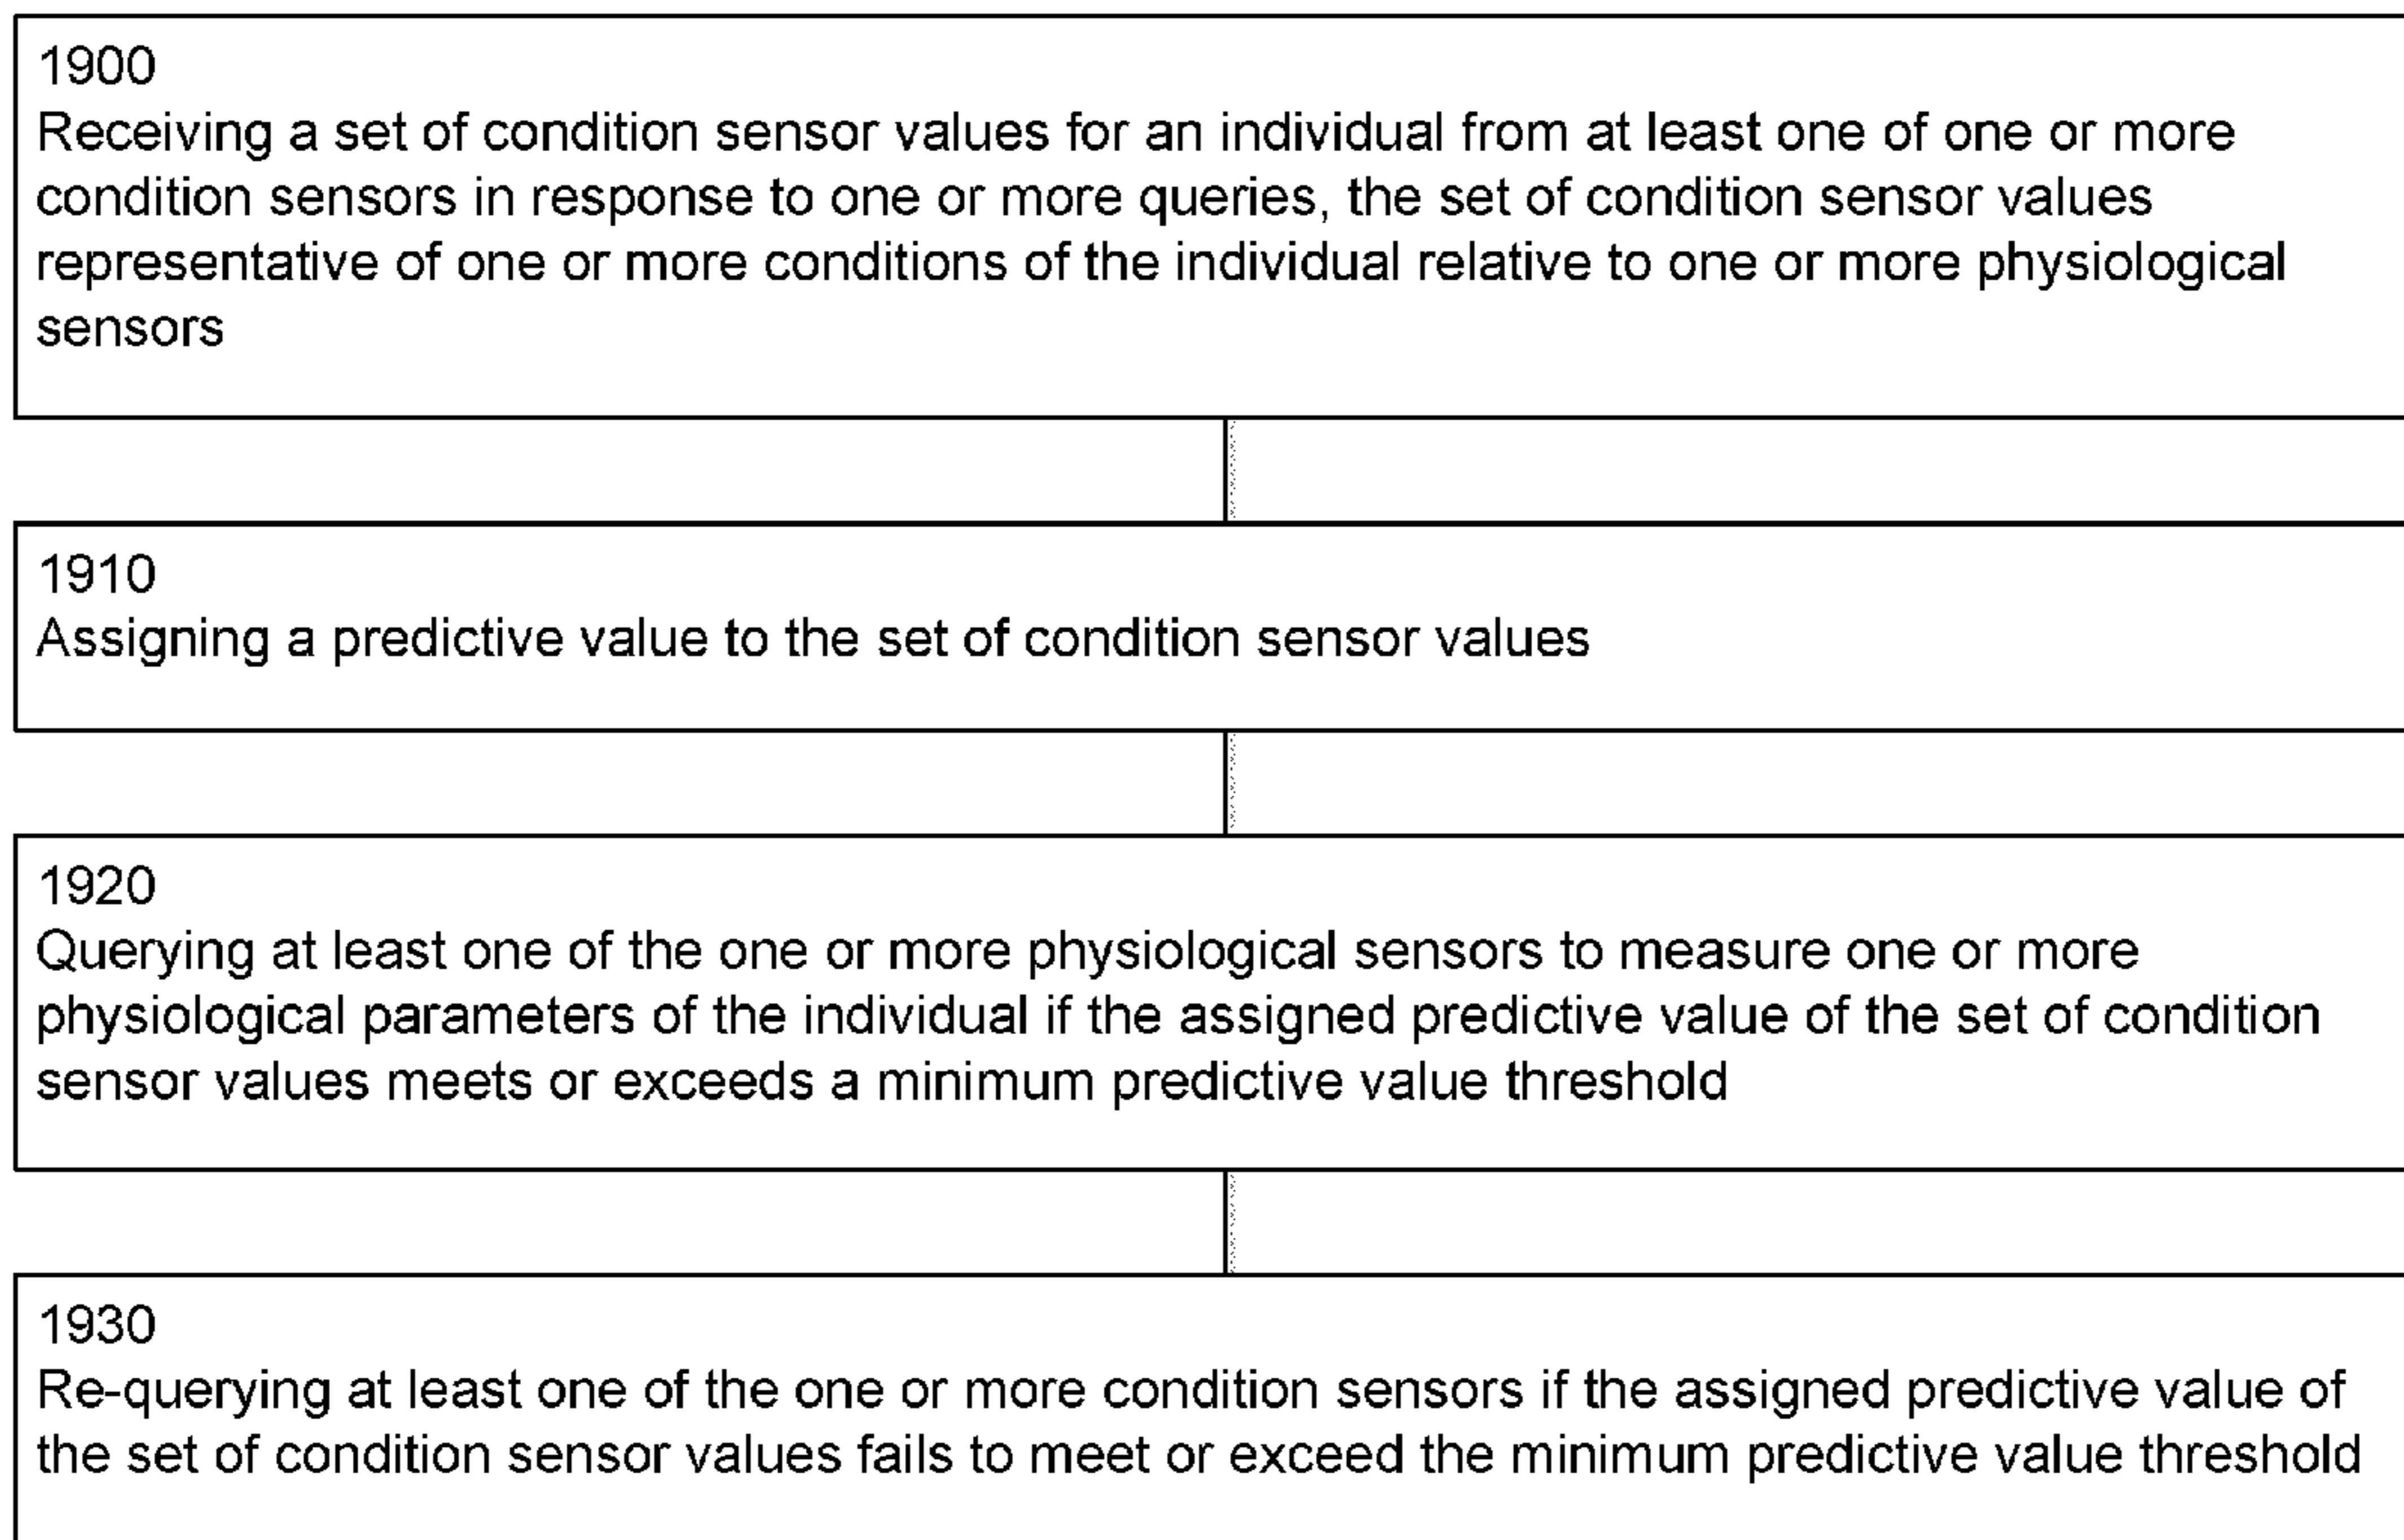 1900
Receiving a set of condition sensor values for an individual from at least one of one or more
condition sensors in response to one or more queries, the set of condition sensor values
representative of one or more conditions of the individual relative to one or more physiological
sensors
1910
Assigning a predictive value to the set of condition sensor values
1920
Querying at least one of the one or more physiological sensors to measure one or more
physiological parameters of the individual if the assigned predictive value of the set of condition
sensor values meets or exceeds a minimum predictive value threshold
1930
Re-querying at least one of the one or more condition sensors if the assigned predictive value of
the set of condition sensor values fails to meet or exceed the minimum predictive value threshold